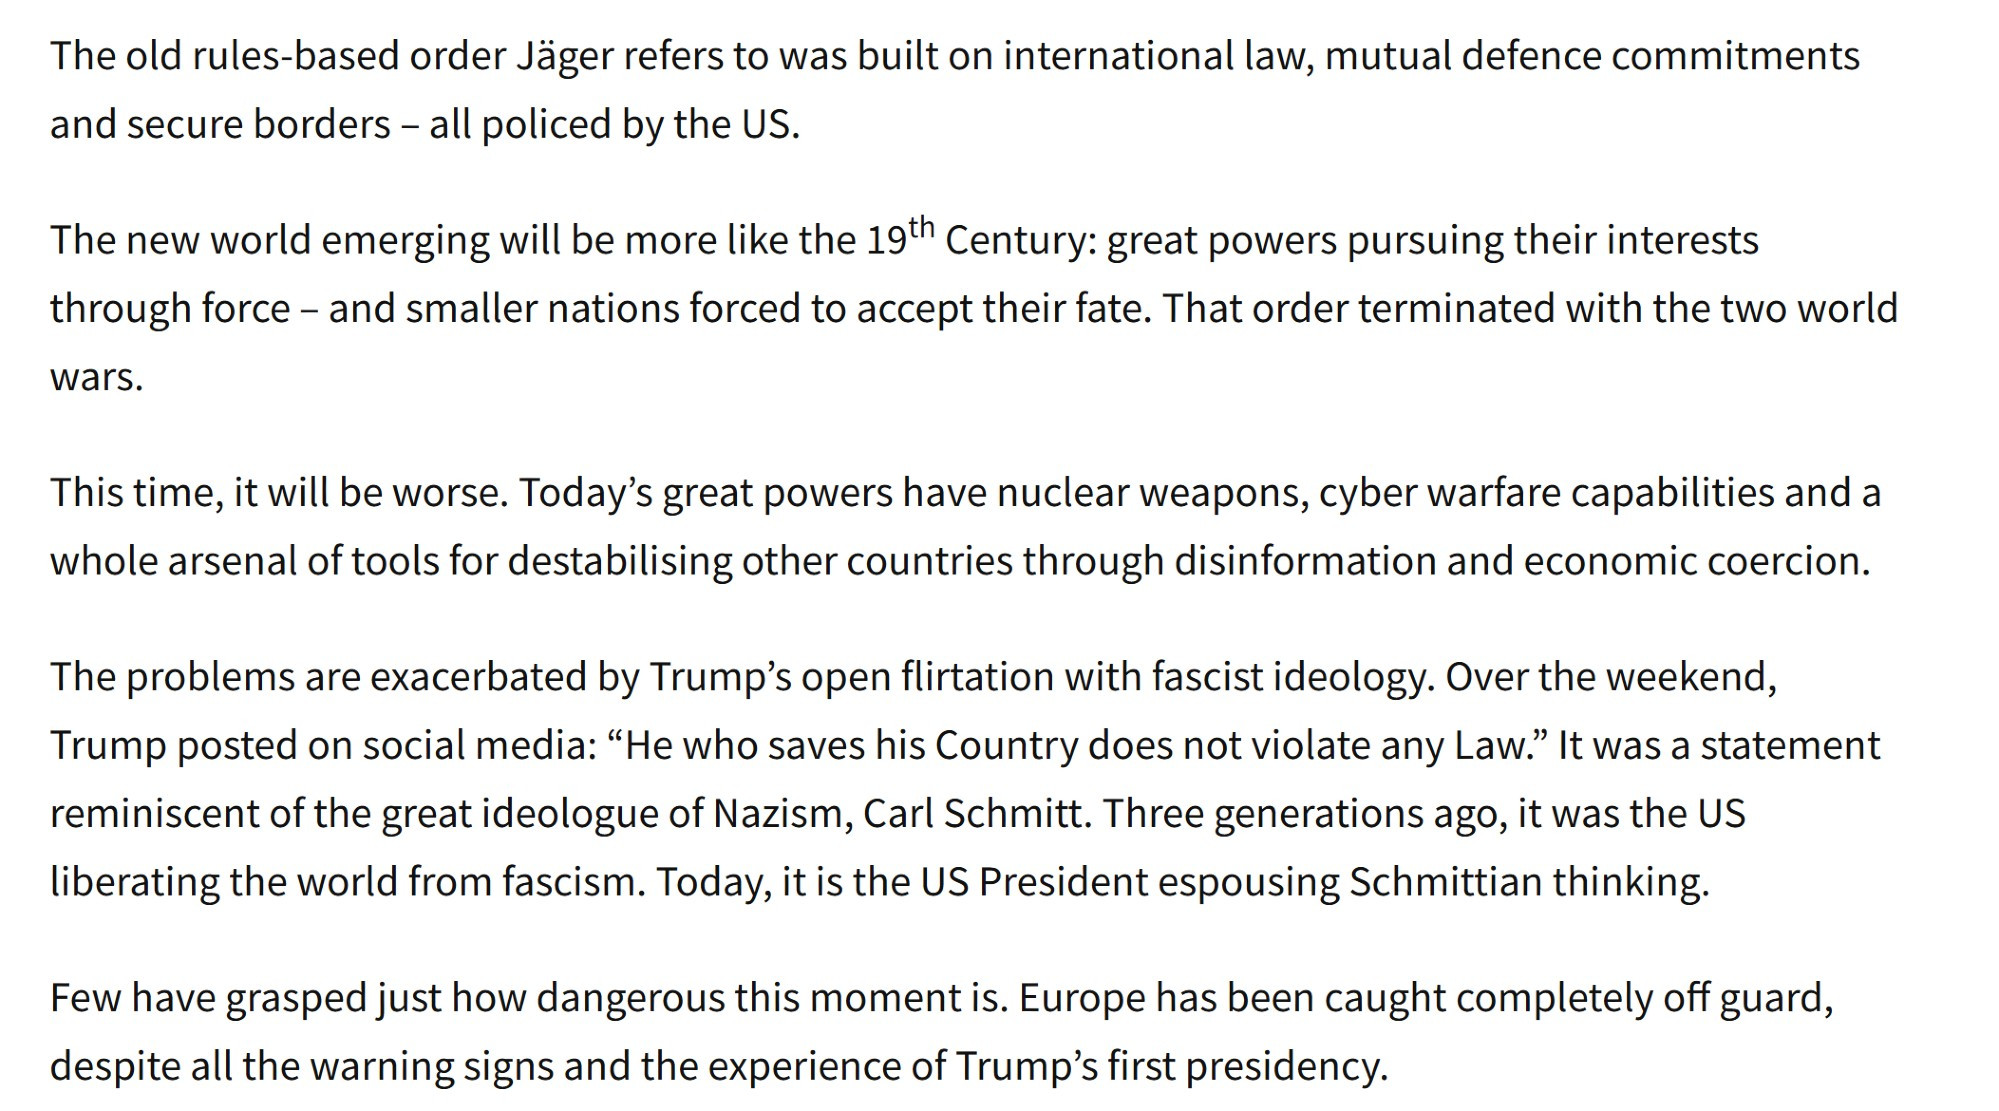 The old rules-based order Jäger refers to was built on international law, mutual defence commitments
and secure borders – all policed by the US.
The new world emerging will be more like the 19th Century: great powers pursuing their interests
through force – and smaller nations forced to accept their fate. That order terminated with the two world
wars.
This time, it will be worse. Today’s great powers have nuclear weapons, cyber warfare capabilities and a
whole arsenal of tools for destabilising other countries through disinformation and economic coercion.
The problems are exacerbated by Trump’s open flirtation with fascist ideology. Over the weekend,
Trump posted on social media: “He who saves his Country does not violate any Law.” It was a statement
reminiscent of the great ideologue of Nazism, Carl Schmitt. Three generations ago, it was the US
liberating the world from fascism. Today, it is the US President espousing Schmittian thinking.
Few have grasped just how dangerous this moment is. Europe has been caught completely off guard,
despite all the warning signs and the experience of Trump’s first presidency.